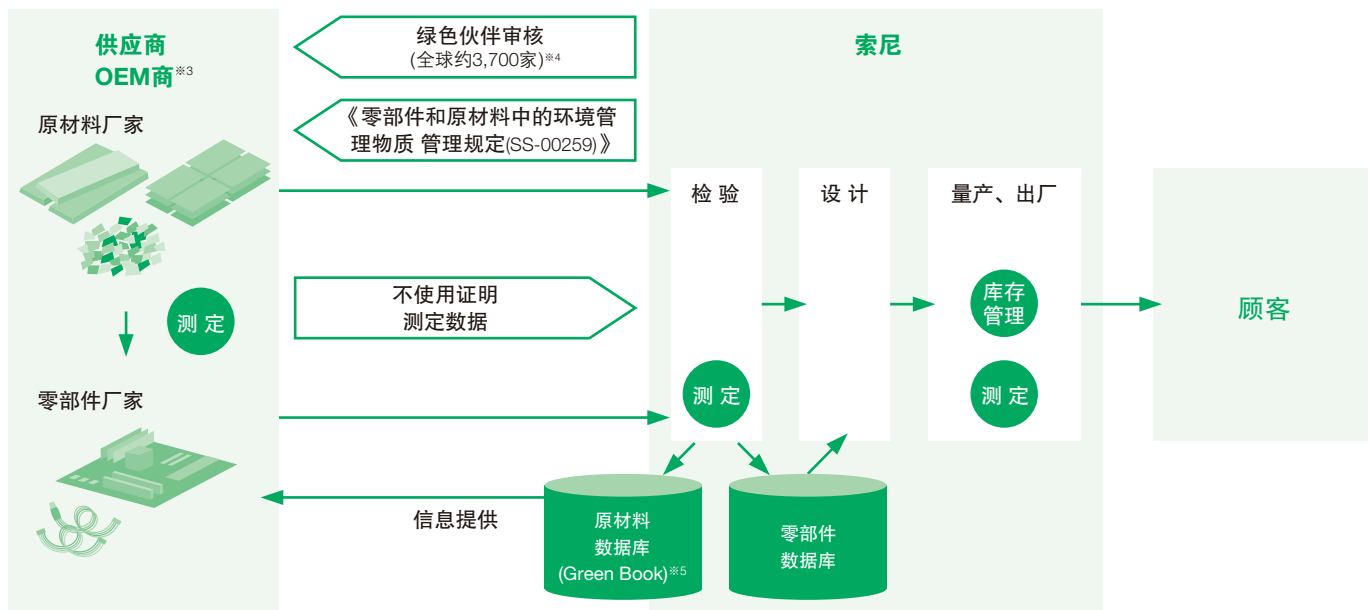 供应商
OEM商※3
原材料厂家
测 定
零部件厂家
绿色伙伴审核
(全球约3,700家)※4
《零部件和原材料中的环境管
理物质 管理规定(SS-00259)》
不使用证明
测定数据
信息提供
索尼
检 验
测 定
设 计
量产、出厂
库存
管理
测 定
原材料
数据库
(Green Book)※5
零部件
数据库
顾客